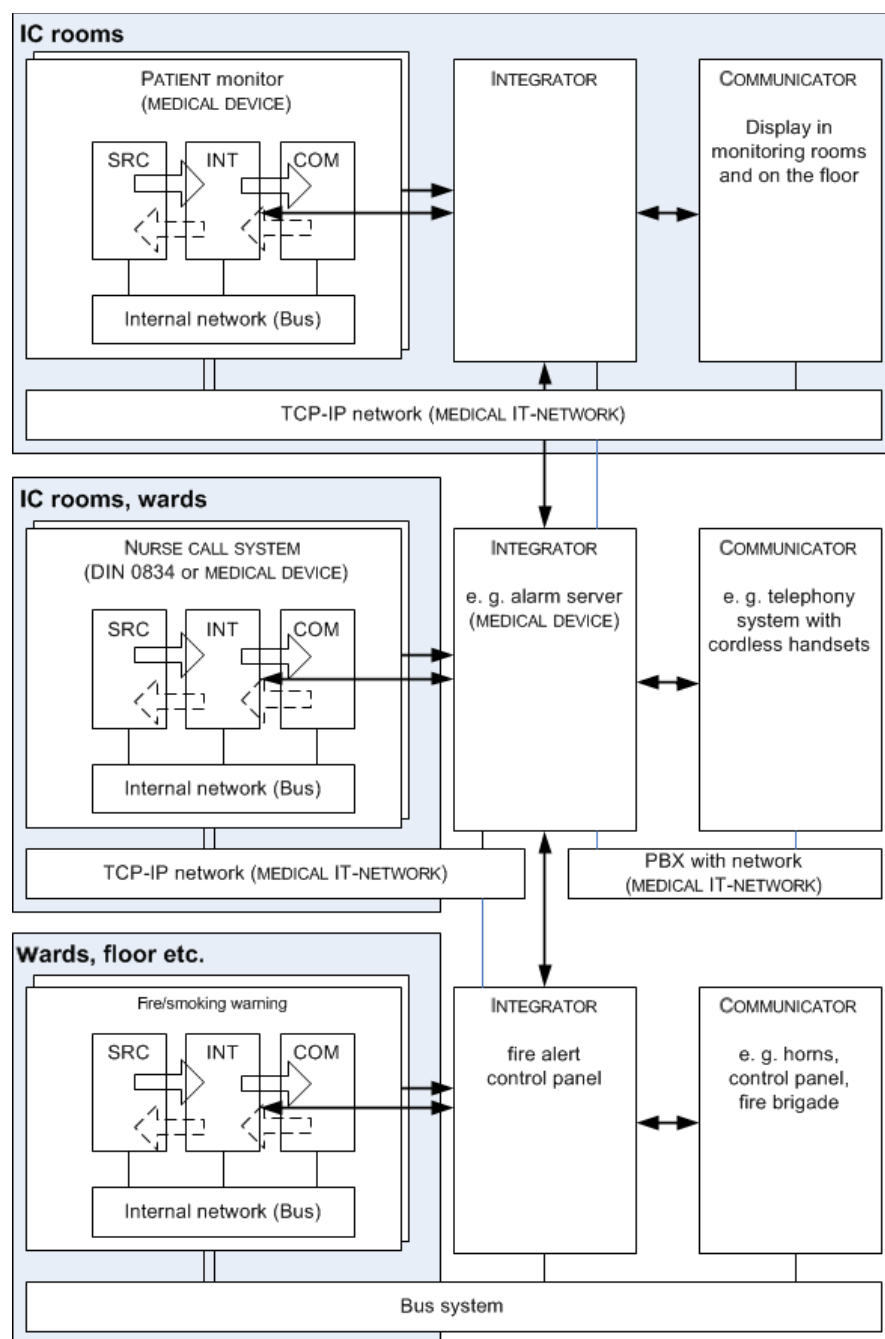 IC rooms
PATIENT monitor
(MEDICAL DEVICE)
SRC
INT
COM
Internal network (Bus)
INTEGRATOR
COMMUNICATOR
Display in
monitoring rooms
and on the floor
TCP-IP network (MEDICAL IT-NETWORK)
IC rooms, wards
NURSE CALL SYSTEM
(DIN 0834 or MEDICAL DEVICE)
SRC
INT
COM
Internal network (Bus)
INTEGRATOR
e. g. alarm server
(MEDICAL DEVICE)
COMMUNICATOR
e. g. telephony
system with
cordless handsets
TCP-IP network (MEDICAL IT-NETWORK)
PBX with network
(MEDICAL IT-NETWORK)
Wards, floor etc.
Fire/smoking warning
SRC
INT
COM
Internal network (Bus)
INTEGRATOR
fire alert
control panel
COMMUNICATOR
e. g. horns,
control panel,
fire brigade
Bus system